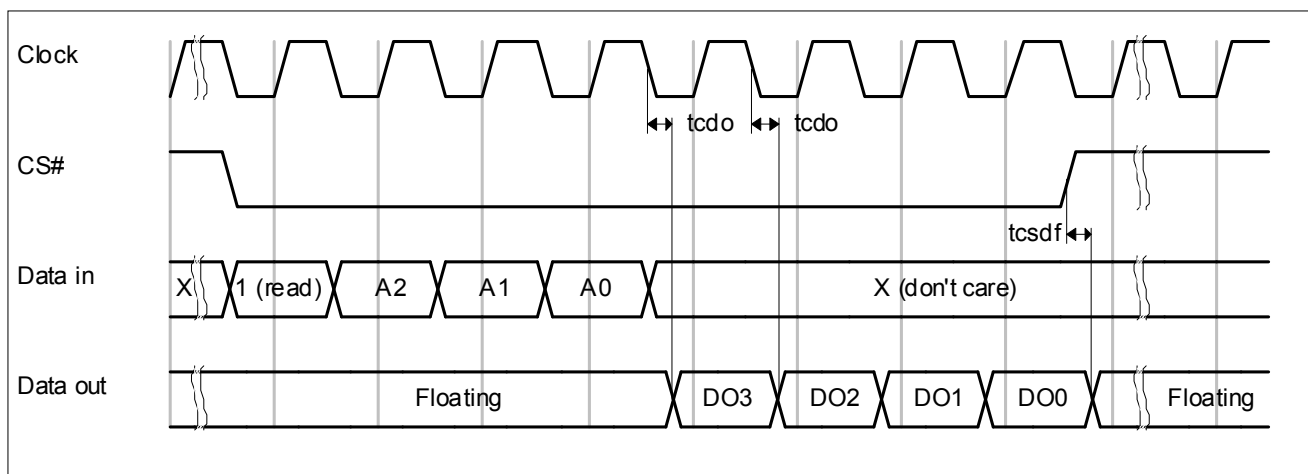 Clock
tcdo tcdo
CS#
tcsdf
Data in X 1 (read) A2 A1 A0 X (don't care)
Data out Floating DO3 DO2 DO1 DO0 Floating